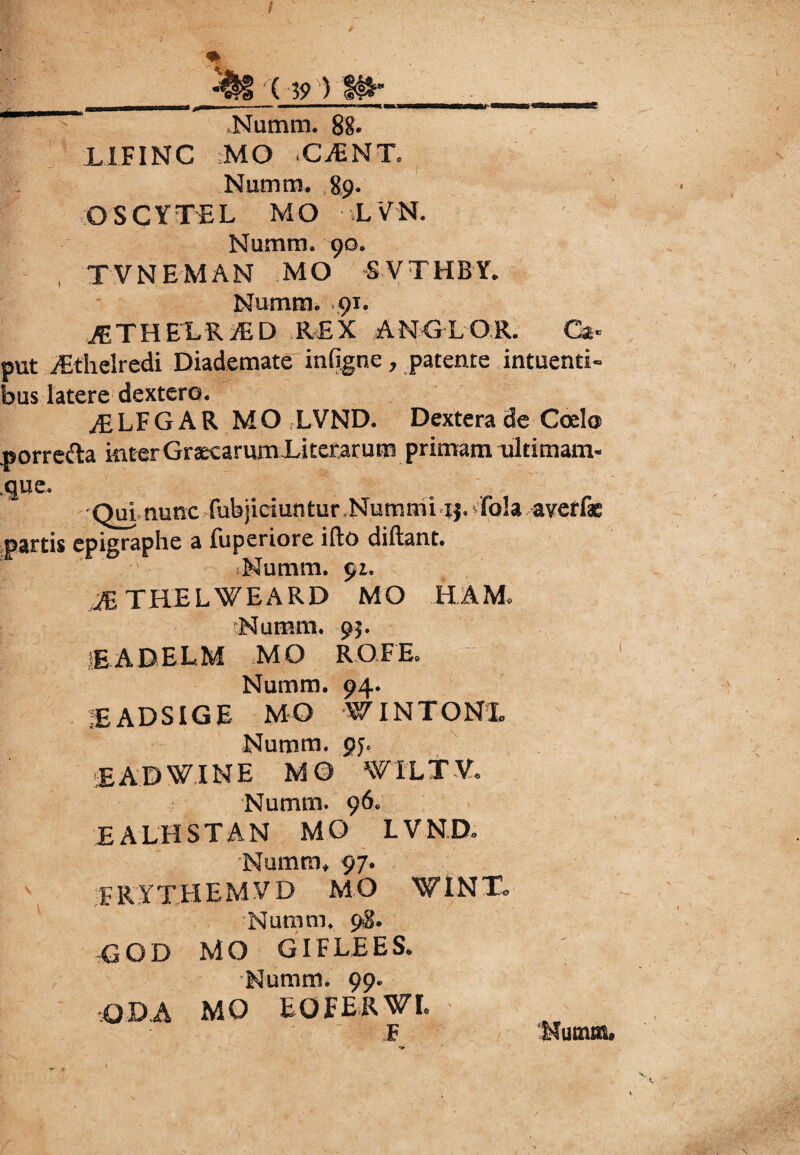 ( 39 )
Numm. 88.
LIFINC MO CÆNT.
Numm. 89.
OSCYTEL MO LVN.
Numm. 90.
TVNEMAN MO SVTHBY.
Numm. 91.
ÆTHELRÆD REX ANGLOR. Ca-
put Æthelredi Diademate inſigne, patente intuenti-
bus latere dextero.
ÆLFGAR MO LVND. Dextera de Cœlo
porrecta inter Græcarum Literarum primam ultimam-
que.
Qui nunc ſubjiciuntur Nummi 13. ſola averſæ
partis epigraphe a ſuperiore iſto diſtant.
Numm. 92.
ÆTHELWEARD MO HAM.
Numm. 93.
EADELM MO ROFE.
Numm. 94.
EADSIGE MO WINTONI.
Numm. 95.
EADWINE MO WILTV.
Numm. 96.
EALHSTAN MO LVND.
Numm. 97.
FRYTHEMVD MO WINT.
Numm. 98.
GOD MO GIFLEES.
Numm. 99.
ODA MO EOFERWI.
F Numm.